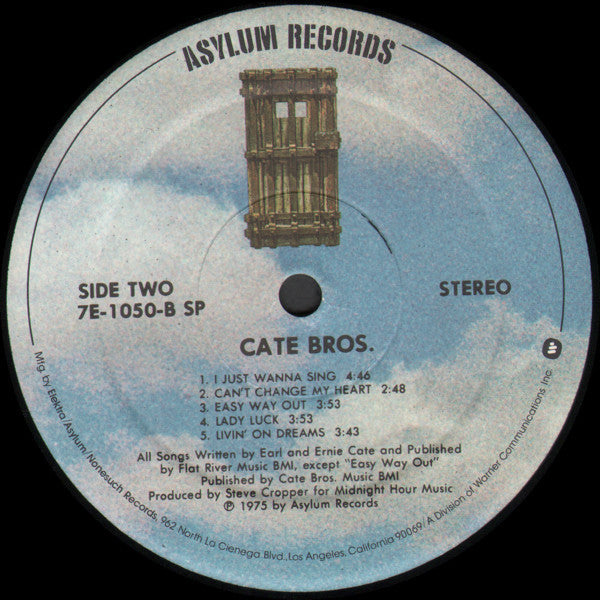 ASYLUM RECORDS
SIDE TWO
7E-1050-B SP
STEREO
CATE BROS.
1. I JUST WANNA SING 4:46
2. CAN'T CHANGE MY HEART 2:48
3. EASY WAY OUT 3:53
4. LADY LUCK 3:53
5. LIVIN' ON DREAMS 3:43
All Songs Written by Earl and Ernie Cate and Published
by Flat River Music BMI, except "Easy Way Out"
Published by Cate Bros. Music BMI
Produced by Steve Cropper for Midnight Hour Music
℗ 1975 by Asylum Records
Mfg. by Elektra/Asylum/Nonesuch Records, 962 North La Cienega Blvd., Los Angeles, California 90069/A Division of Warner Communications Inc.